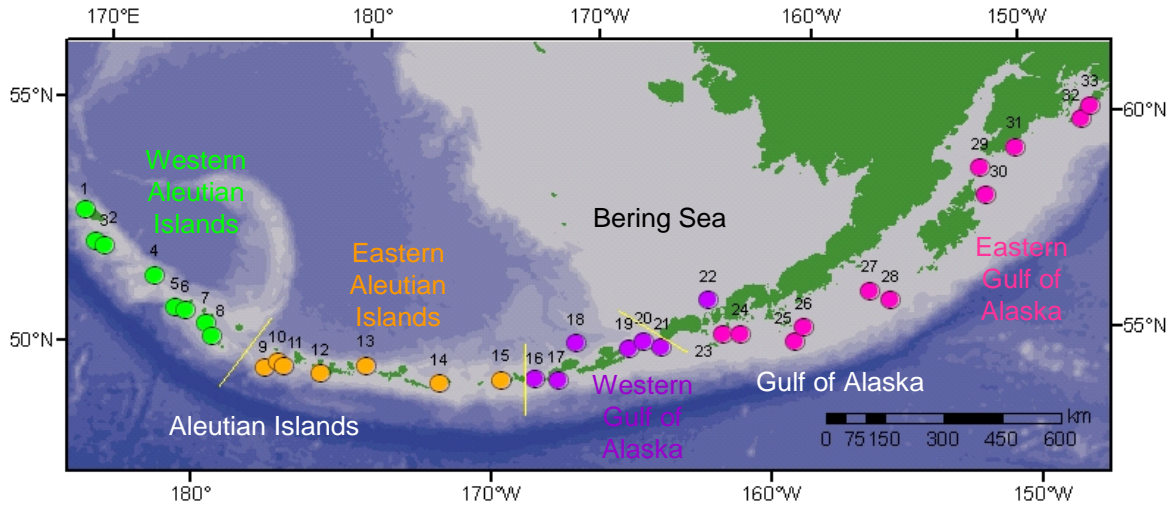 170°E 180° 170°W 160°W 150°W
55°N
33
32
60°N
31
29
Western
Aleutian
Islands
30
1
Bering Sea
32
Eastern
Aleutian
Islands
Eastern
Gulf of
Alaska
4
27 28
5 6
22
7
8
18
26
24
25
19 20 21
50°N
55°N
10
9 11
12
13
14
15 16 17
23
Western
Gulf of
Alaska
Gulf of Alaska
Aleutian Islands
km
0 75 150 300 450 600
180° 170°W 160°W 150°W